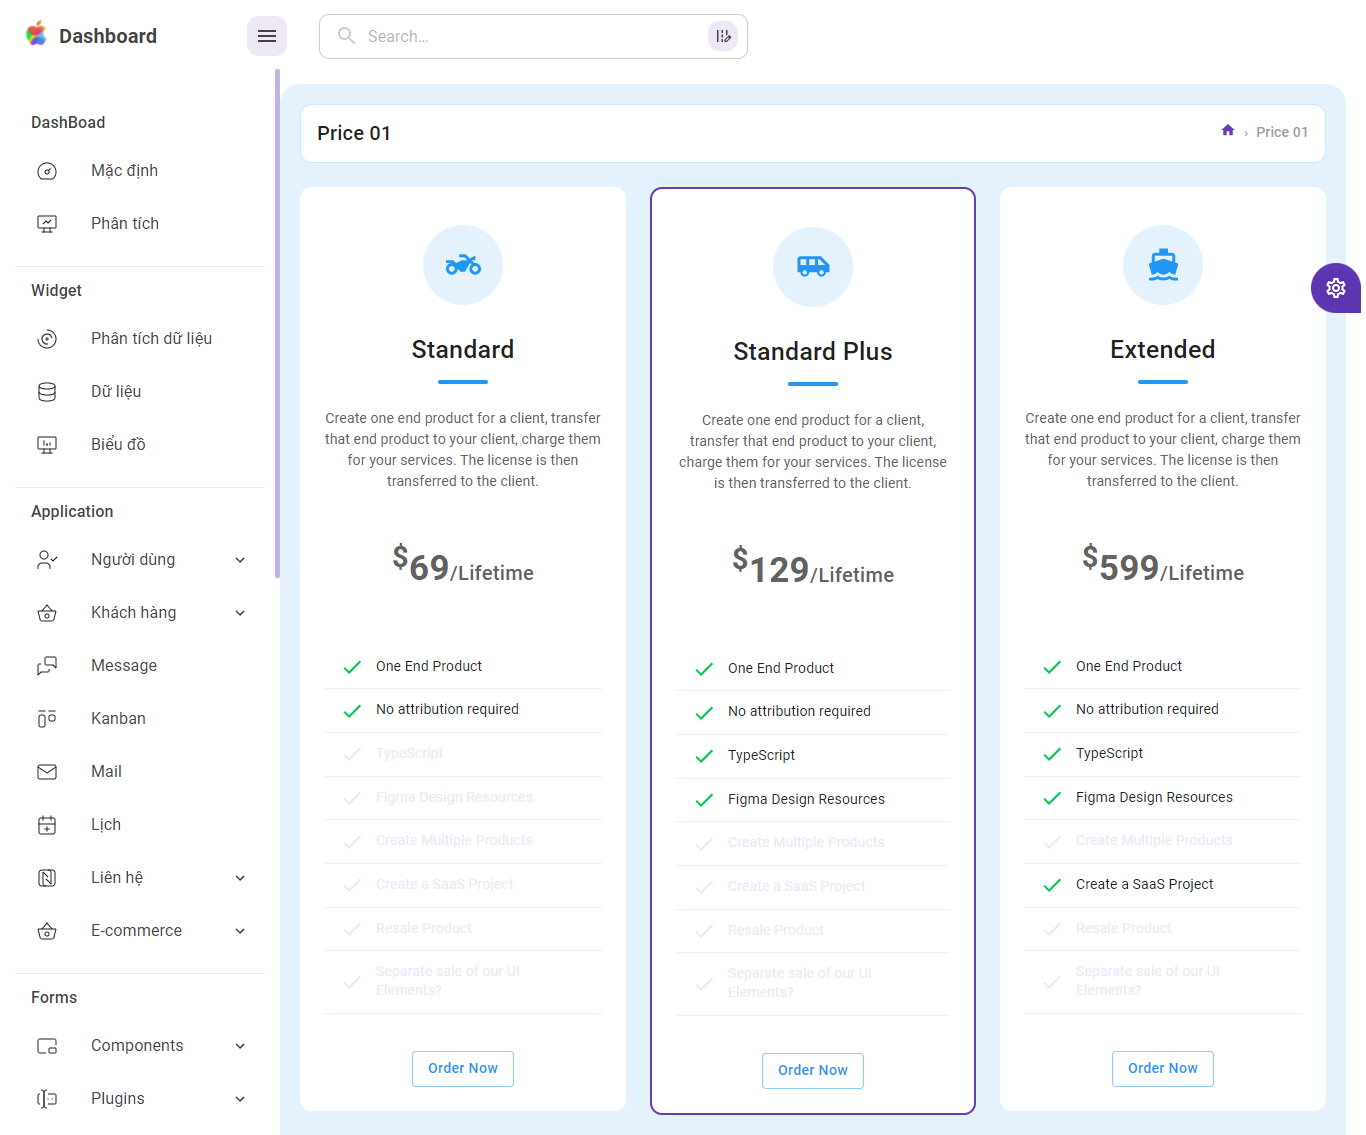 Dashboard
Search...
DashBoad
Mặc định
Phân tích
Widget
Phân tích dữ liệu
Dữ liệu
Biểu đồ
Application
Người dùng
Khách hàng
Message
Kanban
Mail
Lịch
Liên hệ
E-commerce
Forms
Components
Plugins
Price 01
› Price 01
Standard
Create one end product for a client, transfer
that end product to your client, charge them
for your services. The license is then
transferred to the client.
$69/Lifetime
One End Product
No attribution required
TypeScript
Figma Design Resources
Create Multiple Products
Create a SaaS Project
Resale Product
Separate sale of our UI
Elements?
Order Now
Standard Plus
Create one end product for a client,
transfer that end product to your client,
charge them for your services. The license
is then transferred to the client.
$129/Lifetime
One End Product
No attribution required
TypeScript
Figma Design Resources
Create Multiple Products
Create a SaaS Project
Resale Product
Separate sale of our UI
Elements?
Order Now
Extended
Create one end product for a client, transfer
that end product to your client, charge them
for your services. The license is then
transferred to the client.
$599/Lifetime
One End Product
No attribution required
TypeScript
Figma Design Resources
Create Multiple Products
Create a SaaS Project
Resale Product
Separate sale of our UI
Elements?
Order Now